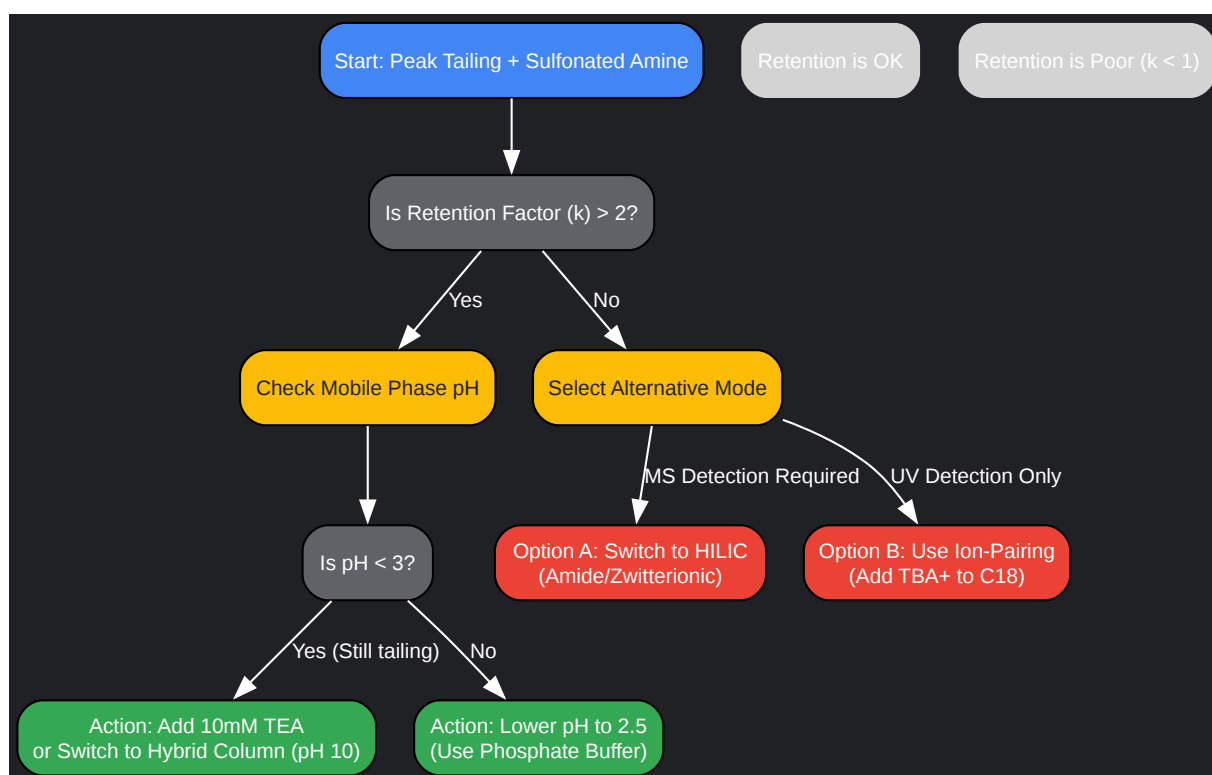 Start: Peak Tailing + Sulfonated Amine
Retention is OK
Retention is Poor (k < 1)
Is Retention Factor (k) > 2?
Yes
No
Check Mobile Phase pH
Select Alternative Mode
MS Detection Required
UV Detection Only
Is pH < 3?
Option A: Switch to HILIC
(Amide/Zwitterionic)
Option B: Use Ion-Pairing
(Add TBA+ to C18)
Yes (Still tailing)
No
Action: Add 10mM TEA
or Switch to Hybrid Column (pH 10)
Action: Lower pH to 2.5
(Use Phosphate Buffer)